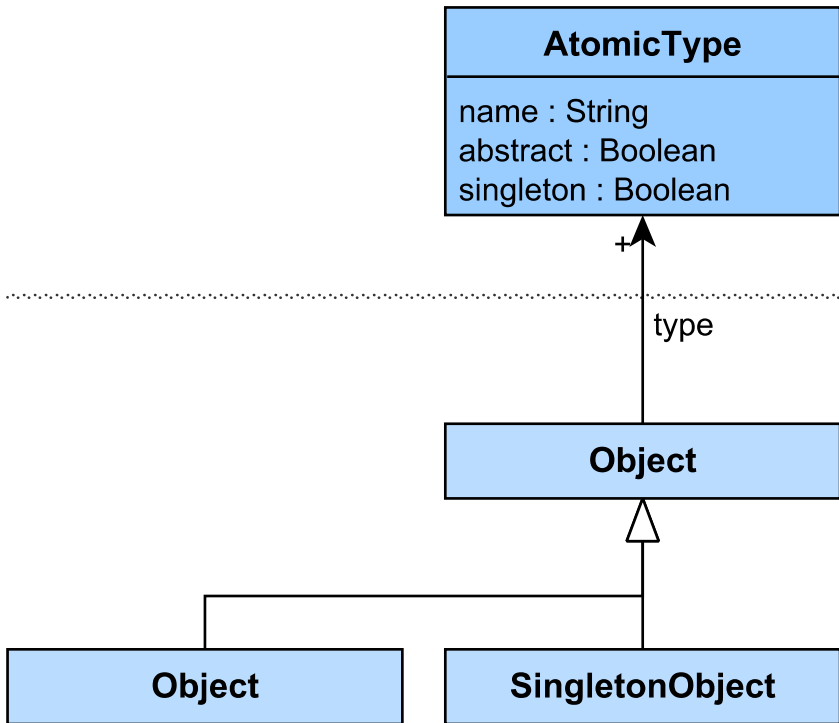 AtomicType
name : String
abstract : Boolean
singleton : Boolean
+
type
Object
Object
SingletonObject